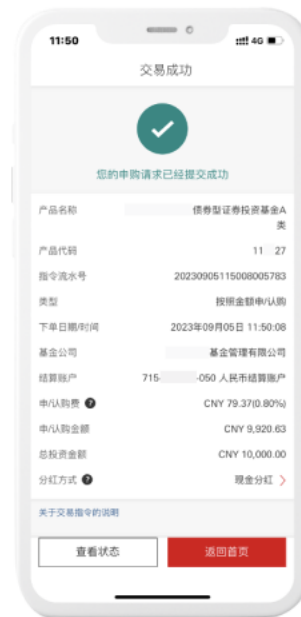 11:50
4G
交易成功
您的申购请求已经提交成功
产品名称 债券型证券投资基金A
类
产品代码 11 27
指令流水号 20230905115008005783
类型 按照金额申/认购
下单日期/时间 2023年09月05日 11:50:08
基金公司 基金管理有限公司
结算账户 715- -050 人民币结算账户
申/认购费 ? CNY 79.37(0.80%)
申/认购金额 CNY 9,920.63
总投资金额 CNY 10,000.00
分红方式 ? 现金分红 >
关于交易指令的说明
查看状态 返回首页